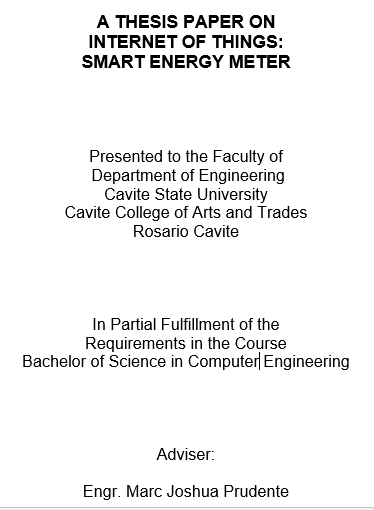 A THESIS PAPER ON
INTERNET OF THINGS:
SMART ENERGY METER
Presented to the Faculty of
Department of Engineering
Cavite State University
Cavite College of Arts and Trades
Rosario Cavite
In Partial Fulfillment of the
Requirements in the Course
Bachelor of Science in Computer Engineering
Adviser:
Engr. Marc Joshua Prudente